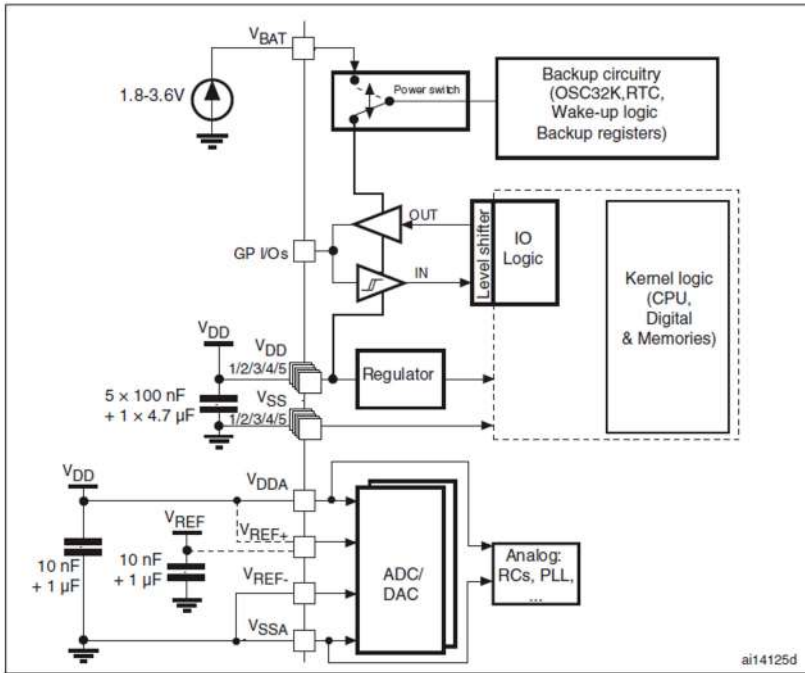 VBAT
1.8-3.6V
Power switch
Backup circuitry
(OSC32K,RTC,
Wake-up logic
Backup registers)
GP I/Os
OUT
IN
Level shifter
IO
Logic
Kernel logic
(CPU,
Digital
& Memories)
VDD
VDD
1/2/3/4/5
Regulator
5 × 100 nF
+ 1 × 4.7 µF
VSS
1/2/3/4/5
VDD
VDDA
VREF
VREF+
10 nF
+ 1 µF
10 nF
+ 1 µF
VREF-
ADC/
DAC
Analog:
RCs, PLL,
...
VSSA
ai14125d